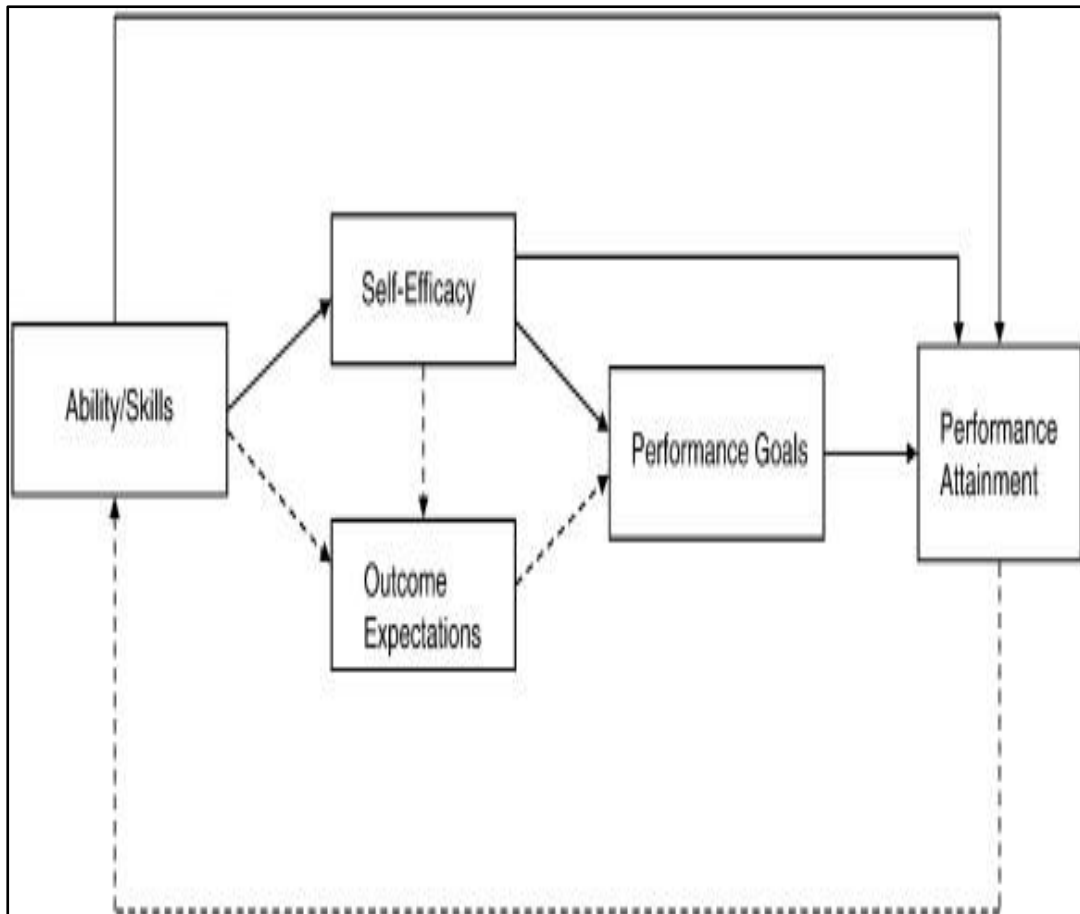 Self-Efficacy
Ability/Skills
Performance Goals
Performance
Attainment
Outcome
Expectations